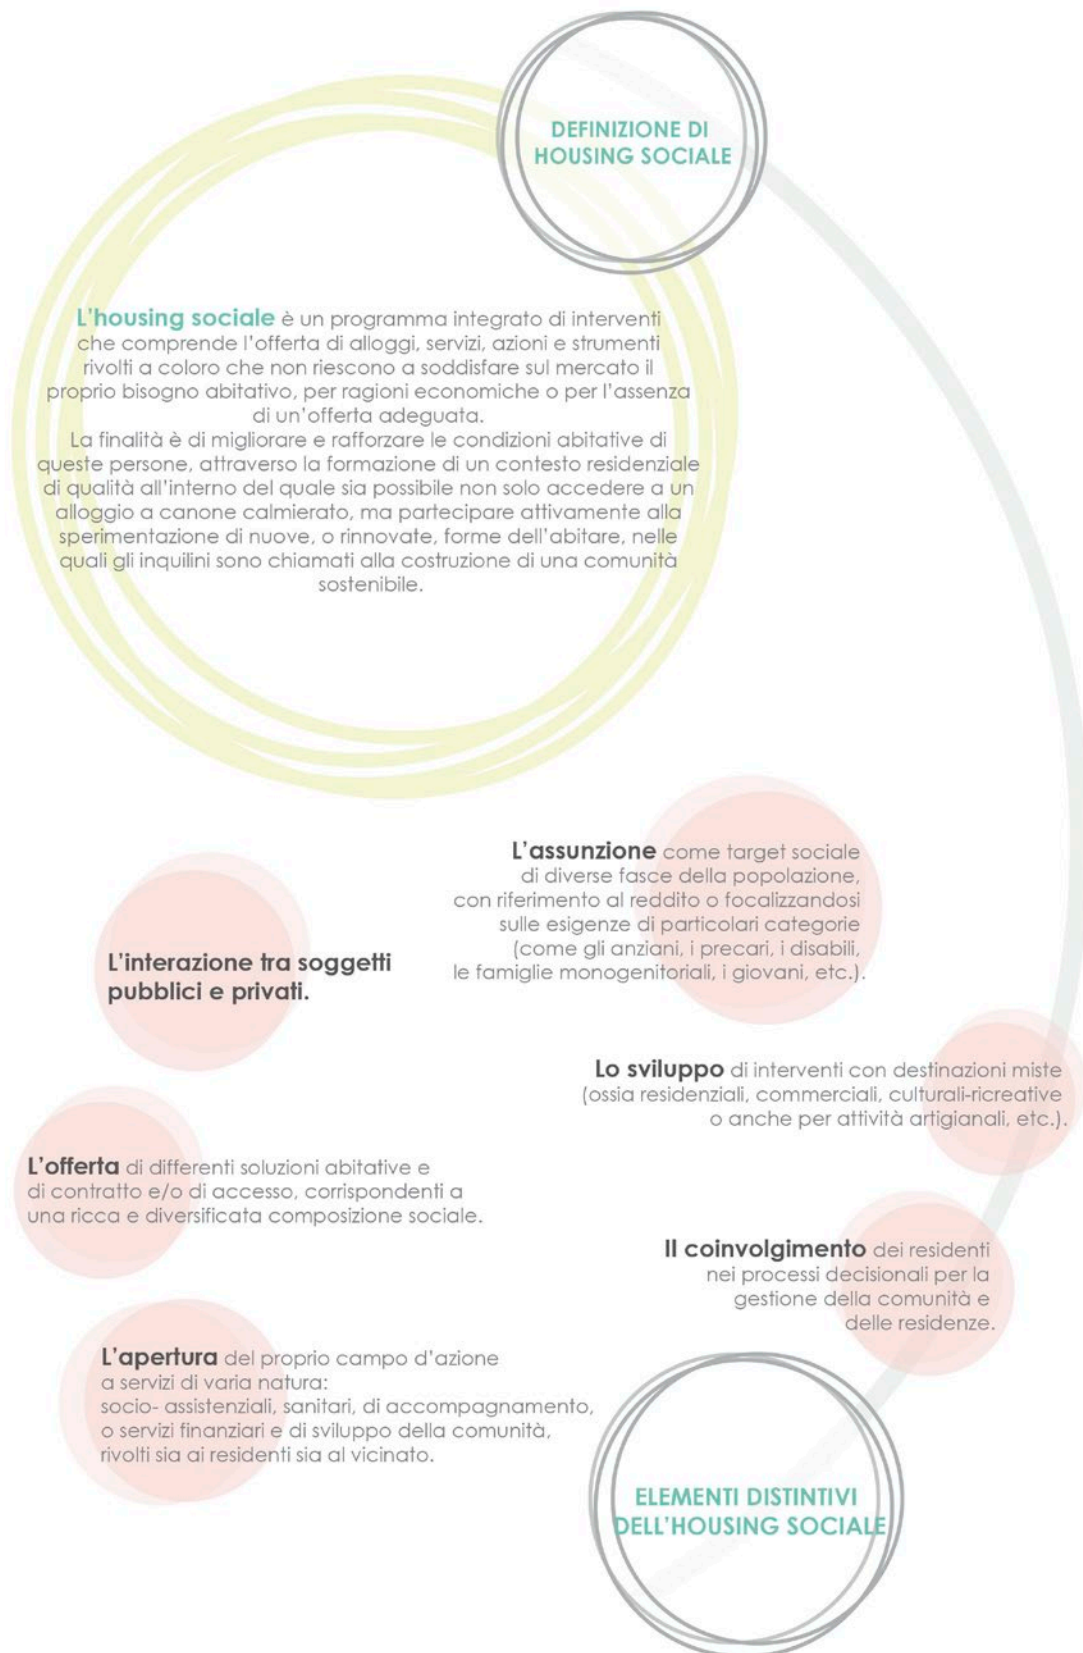 DEFINIZIONE DI
HOUSING SOCIALE
L'housing sociale è un programma integrato di interventi
che comprende l'offerta di alloggi, servizi, azioni e strumenti
rivolti a coloro che non riescono a soddisfare sul mercato il
proprio bisogno abitativo, per ragioni economiche o per l'assenza
di un'offerta adeguata.
La finalità è di migliorare e rafforzare le condizioni abitative di
queste persone, attraverso la formazione di un contesto residenziale
di qualità all'interno del quale sia possibile non solo accedere a un
alloggio a canone calmierato, ma partecipare attivamente alla
sperimentazione di nuove, o rinnovate, forme dell'abitare, nelle
quali gli inquilini sono chiamati alla costruzione di una comunità
sostenibile.
L'assunzione come target sociale
di diverse fasce della popolazione,
con riferimento al reddito o focalizzandosi
sulle esigenze di particolari categorie
(come gli anziani, i precari, i disabili,
le famiglie monogenitoriali, i giovani, etc.).
L'interazione tra soggetti
pubblici e privati.
Lo sviluppo di interventi con destinazioni miste
(ossia residenziali, commerciali, culturali-ricreative
o anche per attività artigianali, etc.).
L'offerta di differenti soluzioni abitative e
di contratto e/o di accesso, corrispondenti a
una ricca e diversificata composizione sociale.
Il coinvolgimento dei residenti
nei processi decisionali per la
gestione della comunità e
delle residenze.
L'apertura del proprio campo d'azione
a servizi di varia natura:
socio- assistenziali, sanitari, di accompagnamento,
o servizi finanziari e di sviluppo della comunità,
rivolti sia ai residenti sia al vicinato.
ELEMENTI DISTINTIVI
DELL'HOUSING SOCIALE